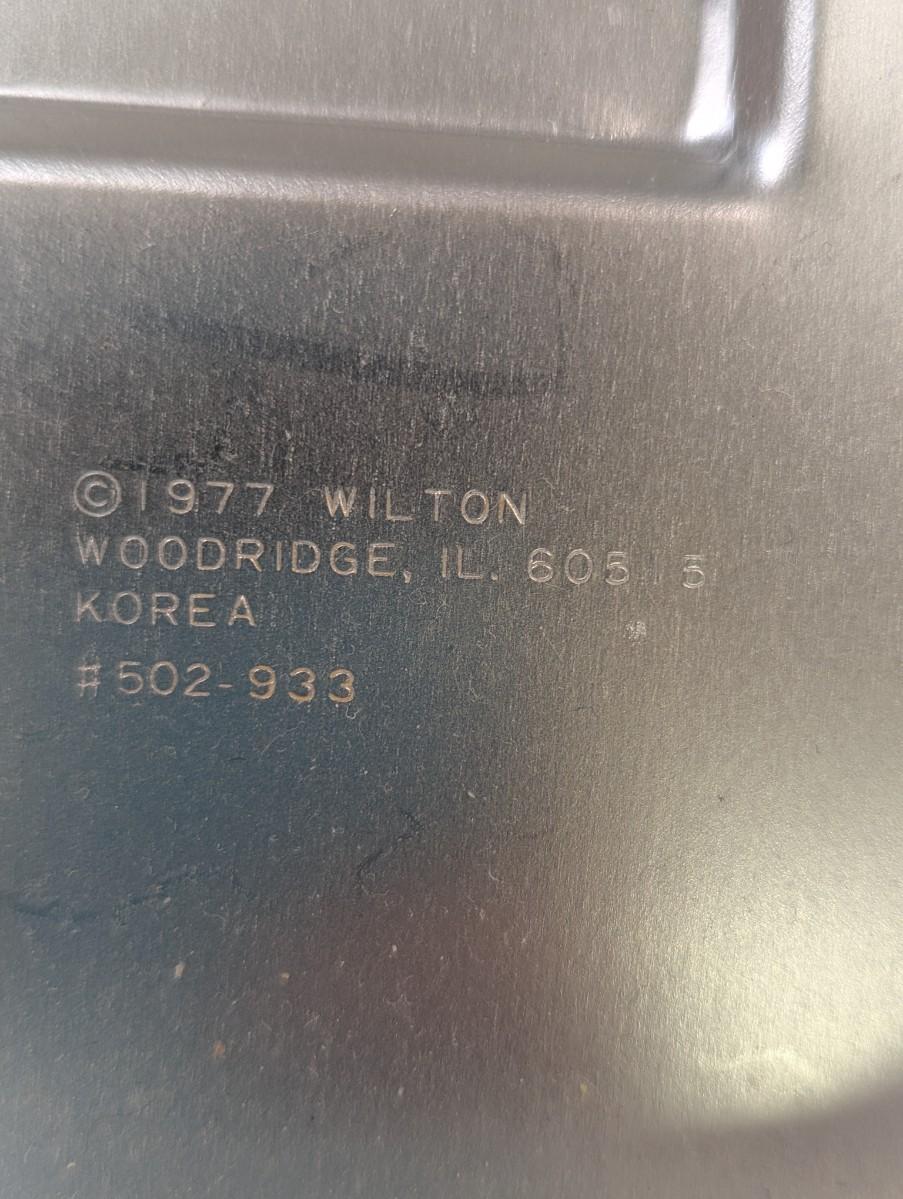 ©1977 WILTON
WOODRIDGE, IL. 605 5
KOREA
#502-933